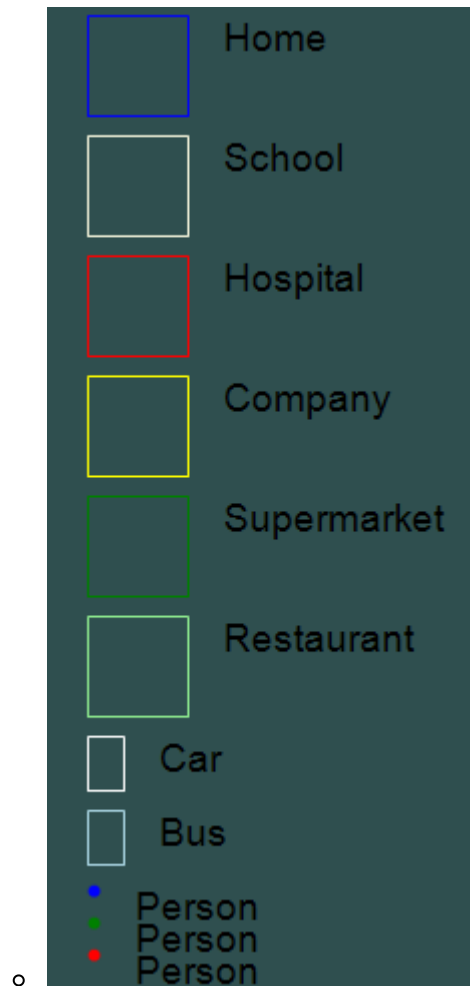 Home
School
Hospital
Company
Supermarket
Restaurant
Car
Bus
Person
Person
Person